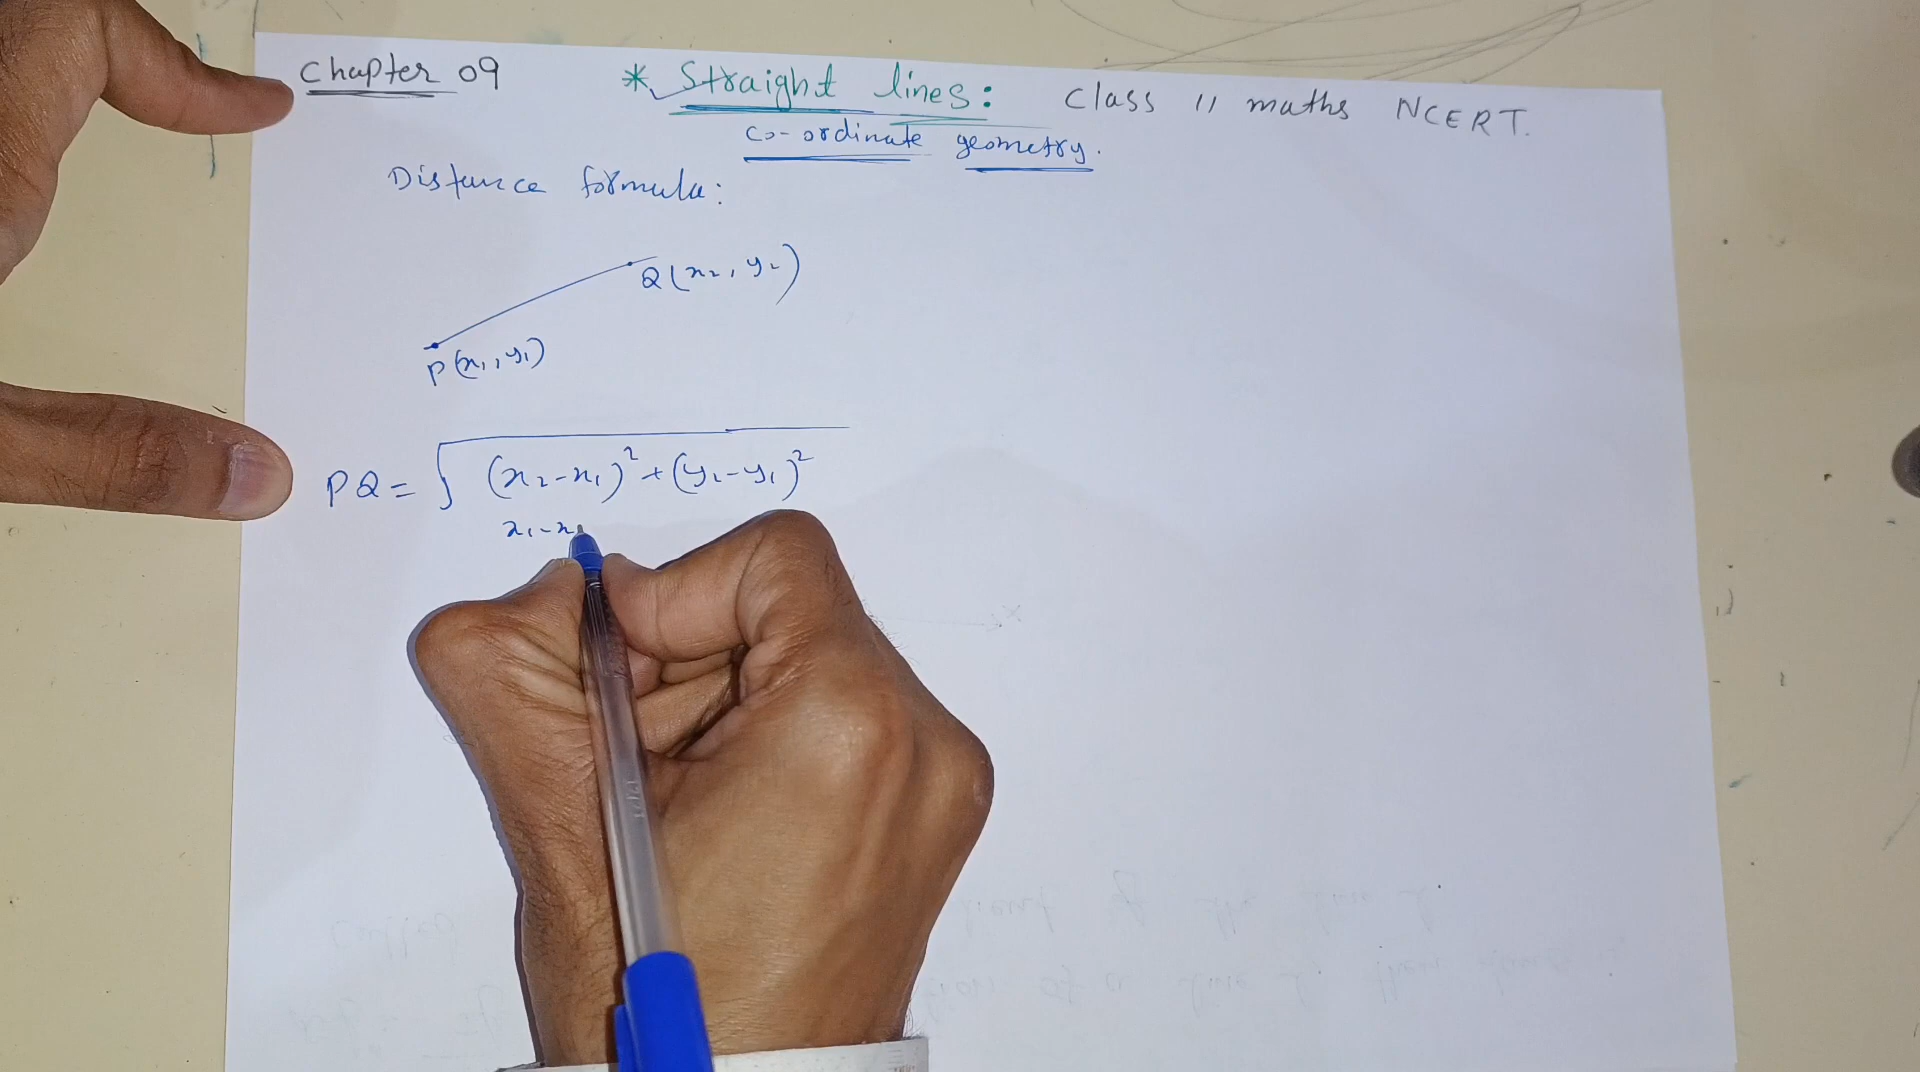 Chapter 09 * Straight lines: Class 11 maths NCERT.
Co-ordinate geometry.
Distance formula:
Q(x₂, y₂)
P(x₁, y₁)
PQ = √(x₂-x₁)² + (y₂-y₁)²
x₁-x